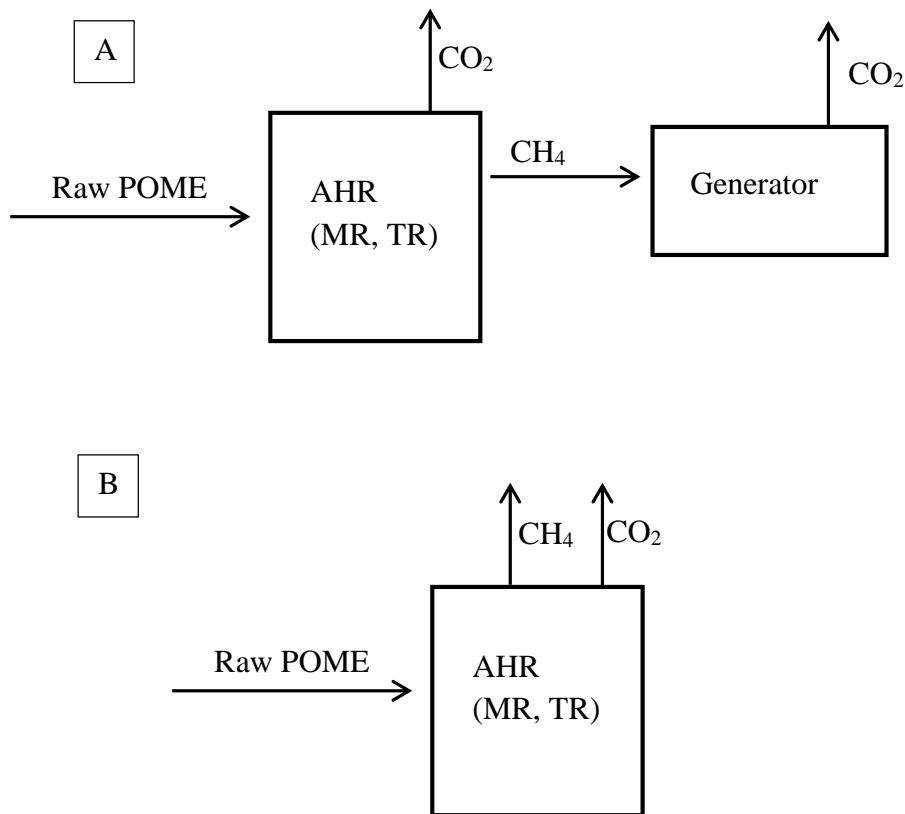 A
CO₂
CO₂
CH₄
Raw POME
Generator
AHR
(MR, TR)
B
CH₄
CO₂
Raw POME
AHR
(MR, TR)